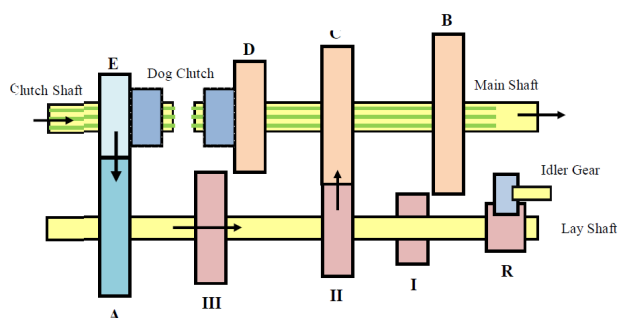 B
C
D
E
Dog Clutch
Clutch Shaft
Main Shaft
Idler Gear
Lay Shaft
R
I
II
III
A